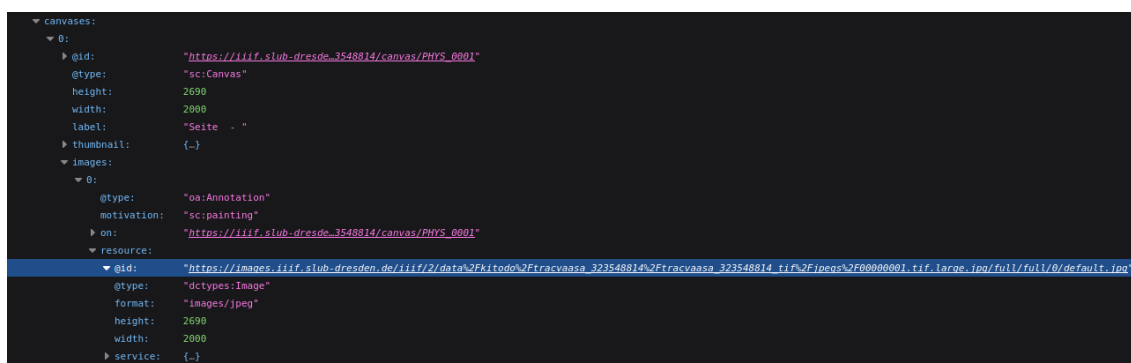 canvases:
0:
@id: "https://iiif.slub-dresde…3548814/canvas/PHYS_0001"
@type: "sc:Canvas"
height: 2690
width: 2000
label: "Seite  - "
thumbnail: {…}
images:
0:
@type: "oa:Annotation"
motivation: "sc:painting"
on: "https://iiif.slub-dresde…3548814/canvas/PHYS_0001"
resource:
@id: "https://images.iiif.slub-dresden.de/iiif/2/data%2Fkitodo%2Ftracvaasa_323548814%2Ftracvaasa_323548814_tif%2Fjpegs%2F00000001.tif.large.jpg/full/full/0/default.jpg"
@type: "dctypes:Image"
format: "images/jpeg"
height: 2690
width: 2000
service: {…}